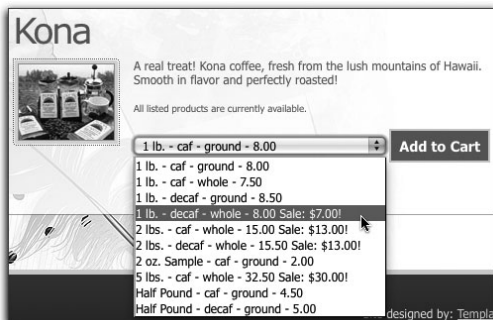 Kona
A real treat! Kona coffee, fresh from the lush mountains of Hawaii.
Smooth in flavor and perfectly roasted!
All listed products are currently available.
1 lb. - caf - ground - 8.00
Add to Cart
1 lb. - caf - ground - 8.00
1 lb. - caf - whole - 7.50
1 lb. - decaf - ground - 8.50
1 lb. - decaf - whole - 8.00 Sale: $7.00!
2 lbs. - caf - whole - 15.00 Sale: $13.00!
2 lbs. - decaf - whole - 15.50 Sale: $13.00!
2 oz. Sample - caf - ground - 2.00
5 lbs. - caf - whole - 32.50 Sale: $30.00!
Half Pound - caf - ground - 4.50
Half Pound - decaf - ground - 5.00
designed by: Templa